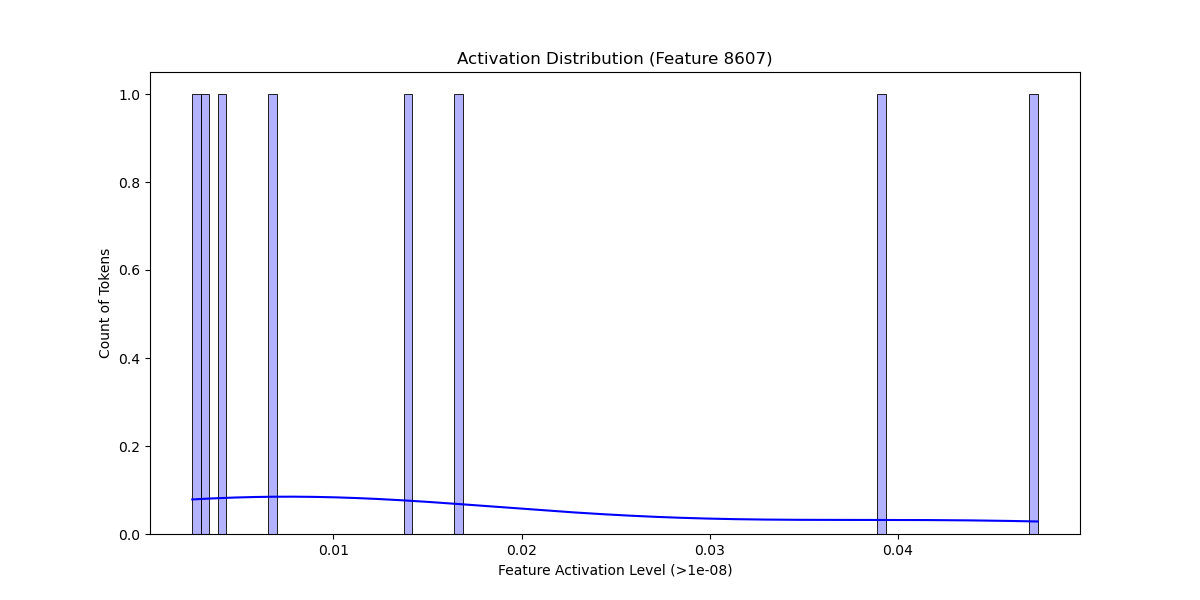 Activation Distribution (Feature 8607)
1.0
0.8
0.6
0.4
0.2
0.0
Count of Tokens
0.01 0.02 0.03 0.04
Feature Activation Level (>1e-08)